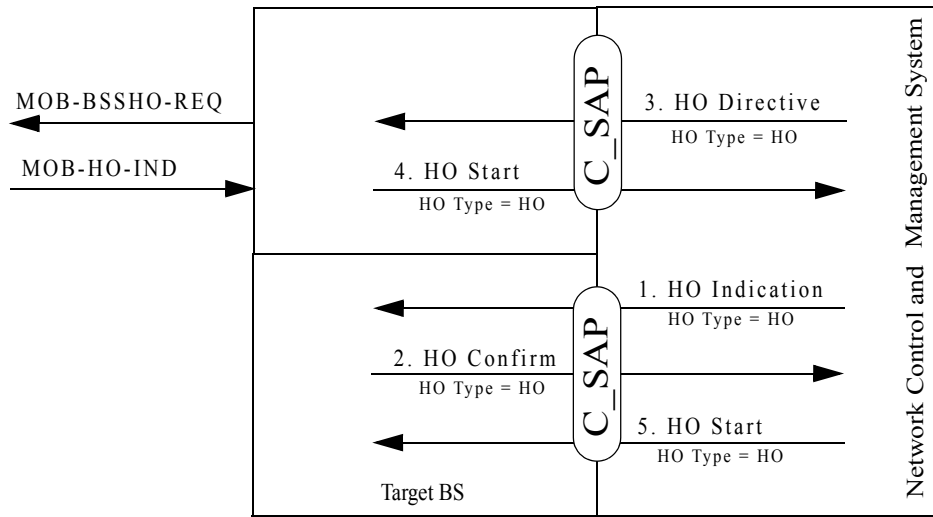 MOB-BSSHO-REQ
MOB-HO-IND
C_SAP
3. HO Directive
HO Type = HO
4. HO Start
HO Type = HO
C_SAP
1. HO Indication
HO Type = HO
2. HO Confirm
HO Type = HO
5. HO Start
HO Type = HO
Target BS
Network Control and Management System